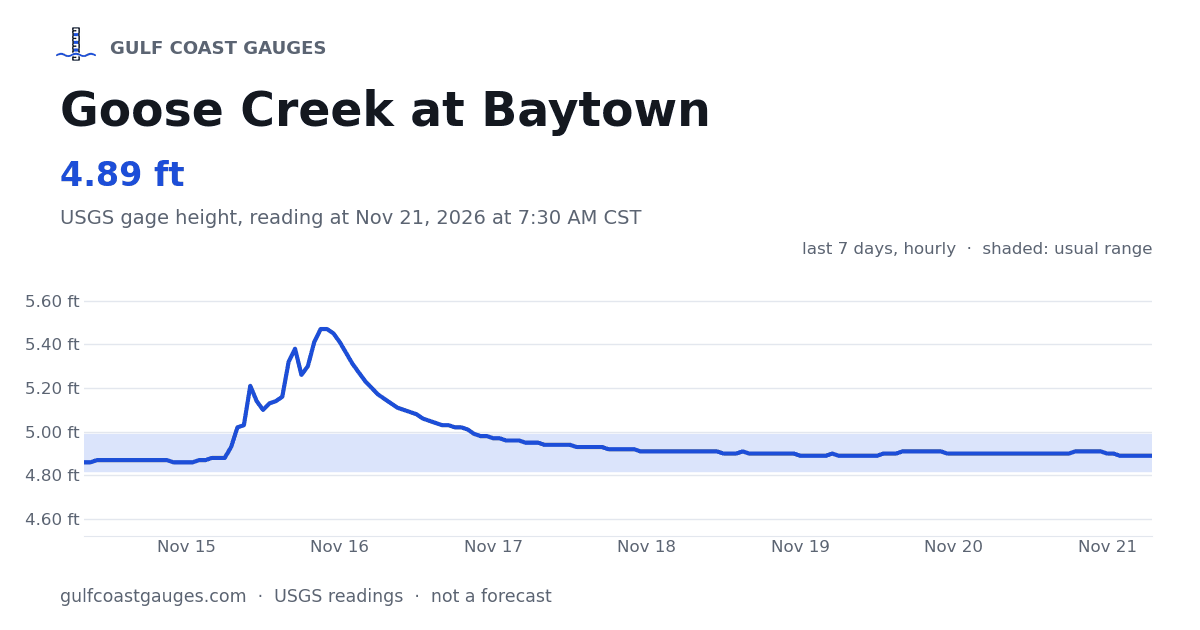 GULF COAST GAUGES
Goose Creek at Baytown
4.89 ft
USGS gage height, reading at Nov 21, 2026 at 7:30 AM CST
last 7 days, hourly · shaded: usual range
5.60 ft
5.40 ft
5.20 ft
5.00 ft
4.80 ft
4.60 ft
Nov 15 Nov 16 Nov 17 Nov 18 Nov 19 Nov 20 Nov 21
gulfcoastgauges.com · USGS readings · not a forecast